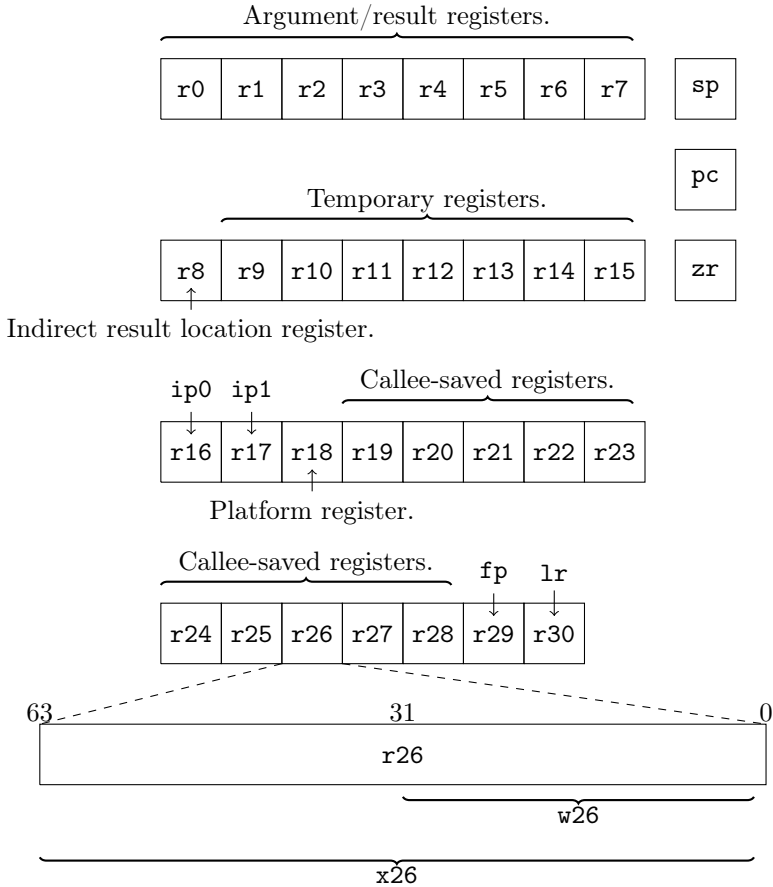 Argument/result registers.
r0 r1 r2 r3 r4 r5 r6 r7 sp
pc
Temporary registers.
r8 r9 r10 r11 r12 r13 r14 r15 zr
Indirect result location register.
ip0 ip1 Callee-saved registers.
r16 r17 r18 r19 r20 r21 r22 r23
Platform register.
Callee-saved registers. fp lr
r24 r25 r26 r27 r28 r29 r30
63 31 0
r26
w26
x26